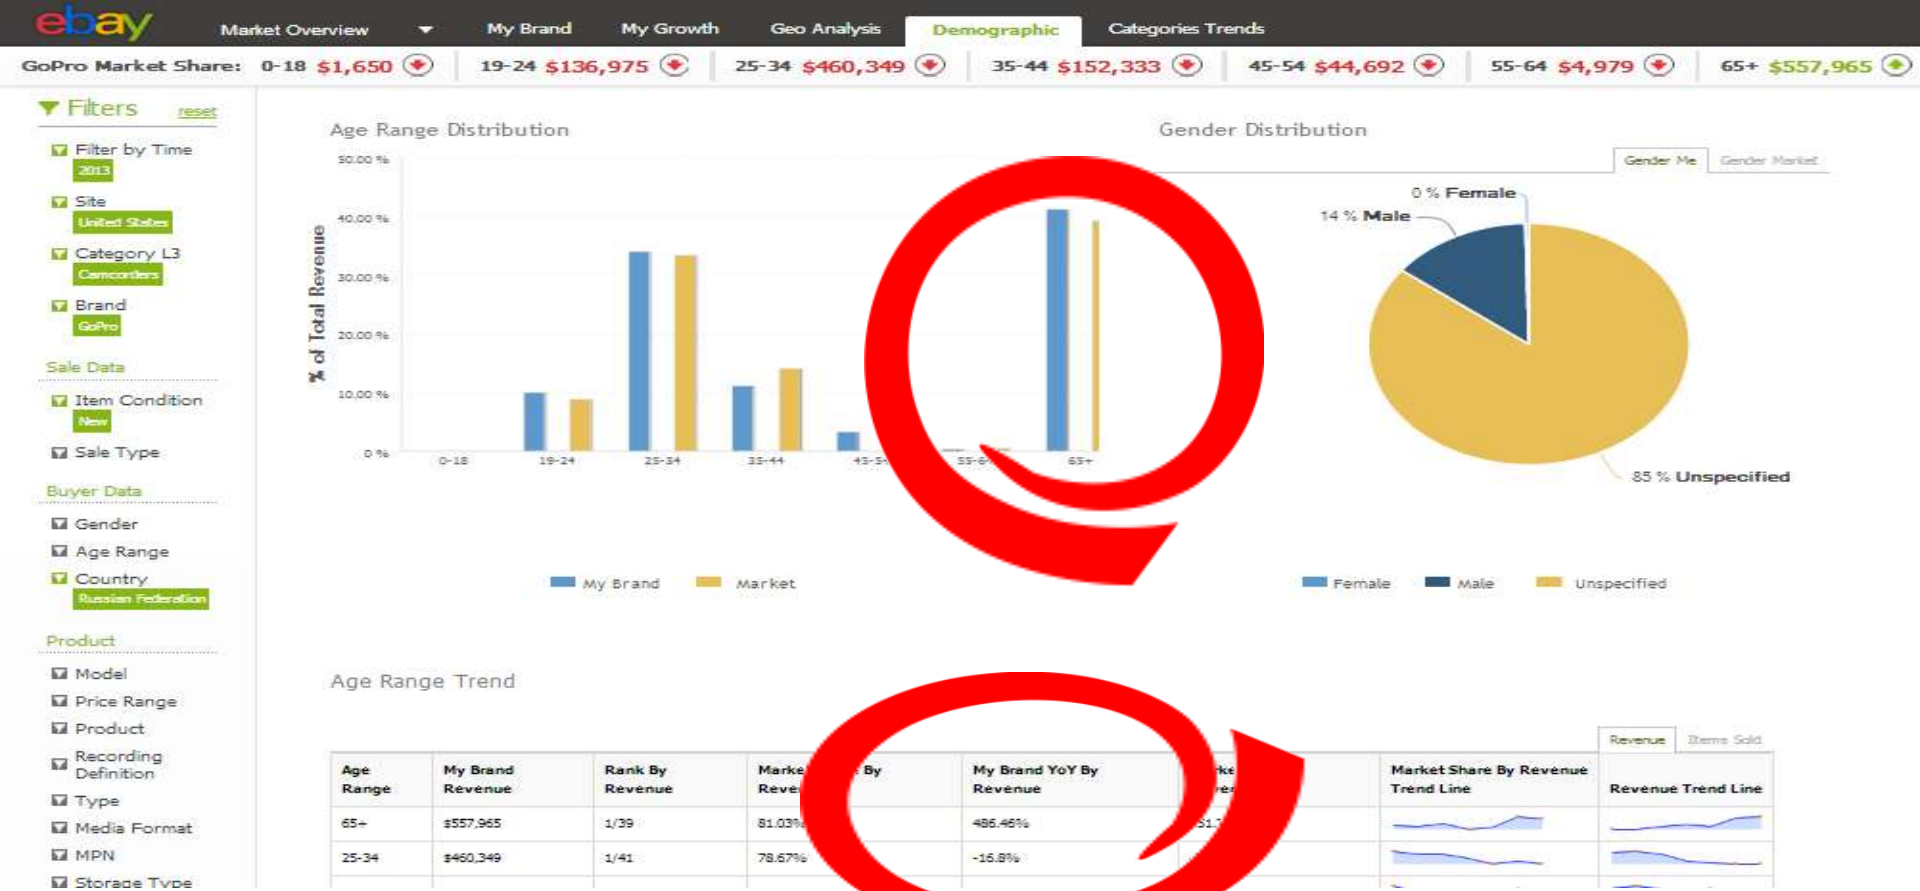 ebay
Market Overview My Brand My Growth Geo Analysis Demographic Categories Trends
GoPro Market Share: 0-18 $1,650 19-24 $136,975 25-34 $460,349 35-44 $152,333 45-54 $44,692 55-64 $4,979 65+ $557,965
Filters reset
Filter by Time
2013
Site
United States
Category L3
Camcorders
Brand
GoPro
Sale Data
Item Condition
New
Sale Type
Buyer Data
Gender
Age Range
Country
Russian Federation
Product
Model
Price Range
Product
Recording
Definition
Type
Media Format
MPN
Storage Type
Age Range Distribution
50.00 %
40.00 %
30.00 %
20.00 %
10.00 %
0 %
% of Total Revenue
0-18 19-24 25-34 35-44 45-5 55-6 65+
My Brand Market
Gender Distribution
Gender Me Gender Market
0 % Female
14 % Male
85 % Unspecified
Female Male Unspecified
Age Range Trend
Revenue Items Sold
Age Range My Brand Revenue Rank By Revenue By My Brand YoY By Revenue Market Share By Revenue Trend Line Revenue Trend Line
65+ $557,965 1/39 81.03% 486.46%
25-34 $460,349 1/41 78.67% -16.8%